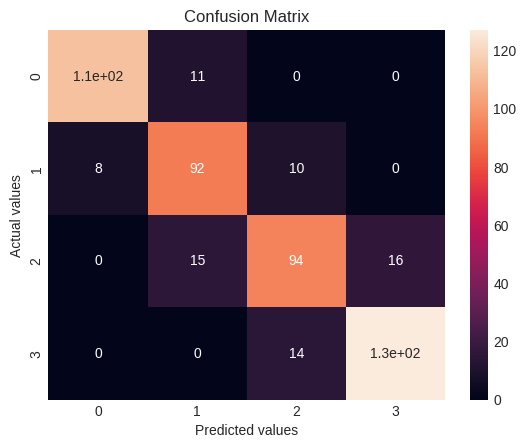 Confusion Matrix
Actual values
0 1.1e+02 11 0 0
1 8 92 10 0
2 0 15 94 16
3 0 0 14 1.3e+02
0 1 2 3
Predicted values
120
100
80
60
40
20
0